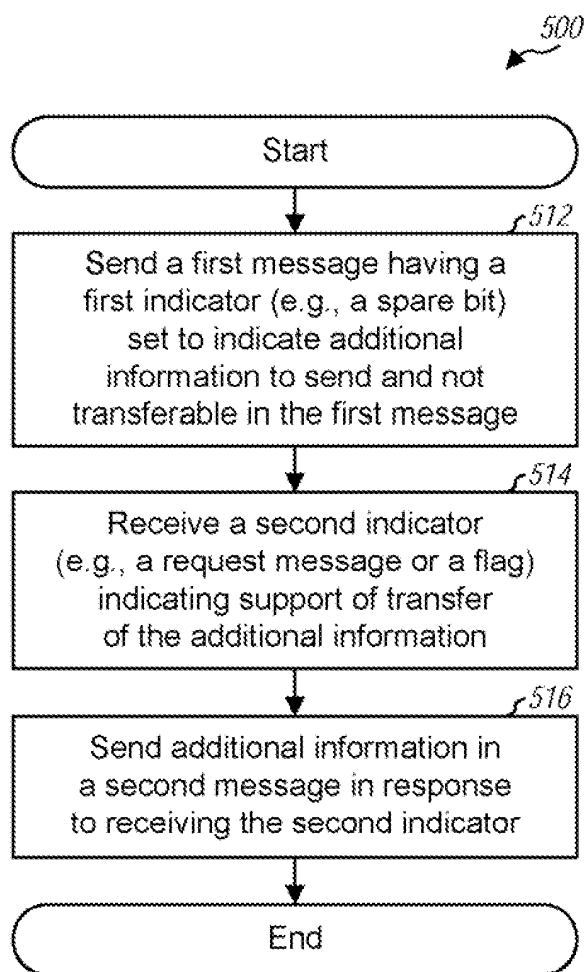 500
Start
512
Send a first message having a
first indicator (e.g., a spare bit)
set to indicate additional
information to send and not
transferable in the first message
514
Receive a second indicator
(e.g., a request message or a flag)
indicating support of transfer
of the additional information
516
Send additional information in
a second message in response
to receiving the second indicator
End